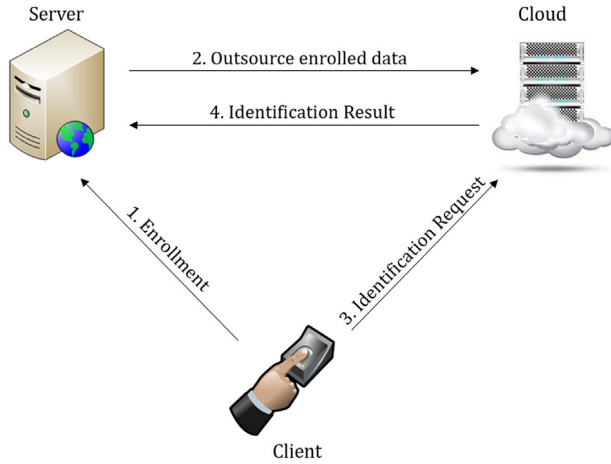 Server
Cloud
2. Outsource enrolled data
4. Identification Result
1. Enrollment
3. Identification Request
Client